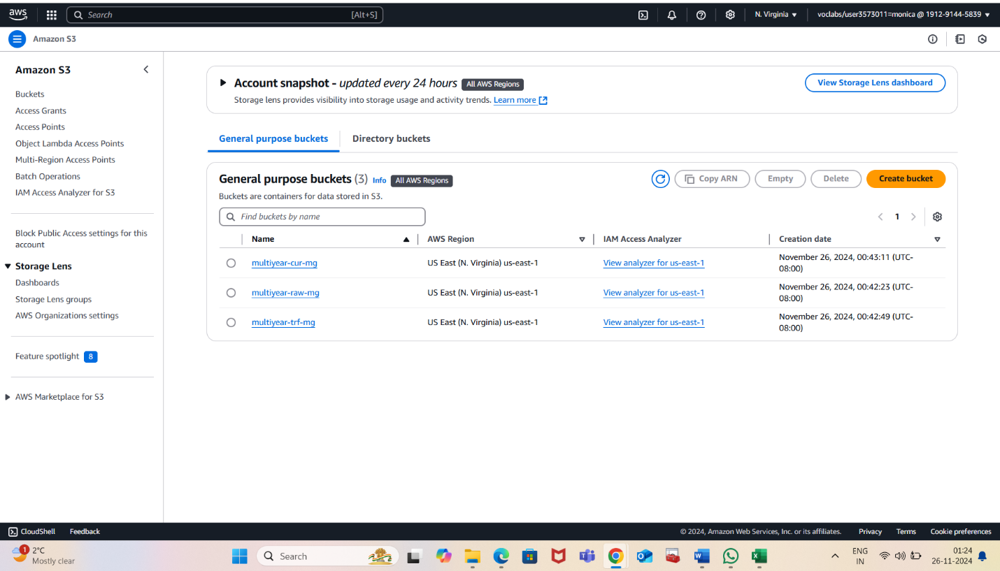 aws
Search [Alt+S]
N. Virginia ▼
voclabs/user3573011=monica @ 1912-9144-5839 ▼
Amazon S3
Amazon S3
Buckets
Access Grants
Access Points
Object Lambda Access Points
Multi-Region Access Points
Batch Operations
IAM Access Analyzer for S3
Block Public Access settings for this
account
Storage Lens
Dashboards
Storage Lens groups
AWS Organizations settings
Feature spotlight 8
AWS Marketplace for S3
Account snapshot - updated every 24 hours All AWS Regions
Storage lens provides visibility into storage usage and activity trends. Learn more
View Storage Lens dashboard
General purpose buckets Directory buckets
General purpose buckets (3) Info All AWS Regions
Copy ARN Empty Delete Create bucket
Buckets are containers for data stored in S3.
Find buckets by name
1
Name AWS Region IAM Access Analyzer Creation date
multiyear-cur-mg US East (N. Virginia) us-east-1 View analyzer for us-east-1 November 26, 2024, 00:43:11 (UTC-
08:00)
multiyear-raw-mg US East (N. Virginia) us-east-1 View analyzer for us-east-1 November 26, 2024, 00:42:23 (UTC-
08:00)
multiyear-trf-mg US East (N. Virginia) us-east-1 View analyzer for us-east-1 November 26, 2024, 00:42:49 (UTC-
08:00)
CloudShell Feedback © 2024, Amazon Web Services, Inc. or its affiliates. Privacy Terms Cookie preferences
1
2°C
Mostly clear
Search
ENG
IN
01:24
26-11-2024